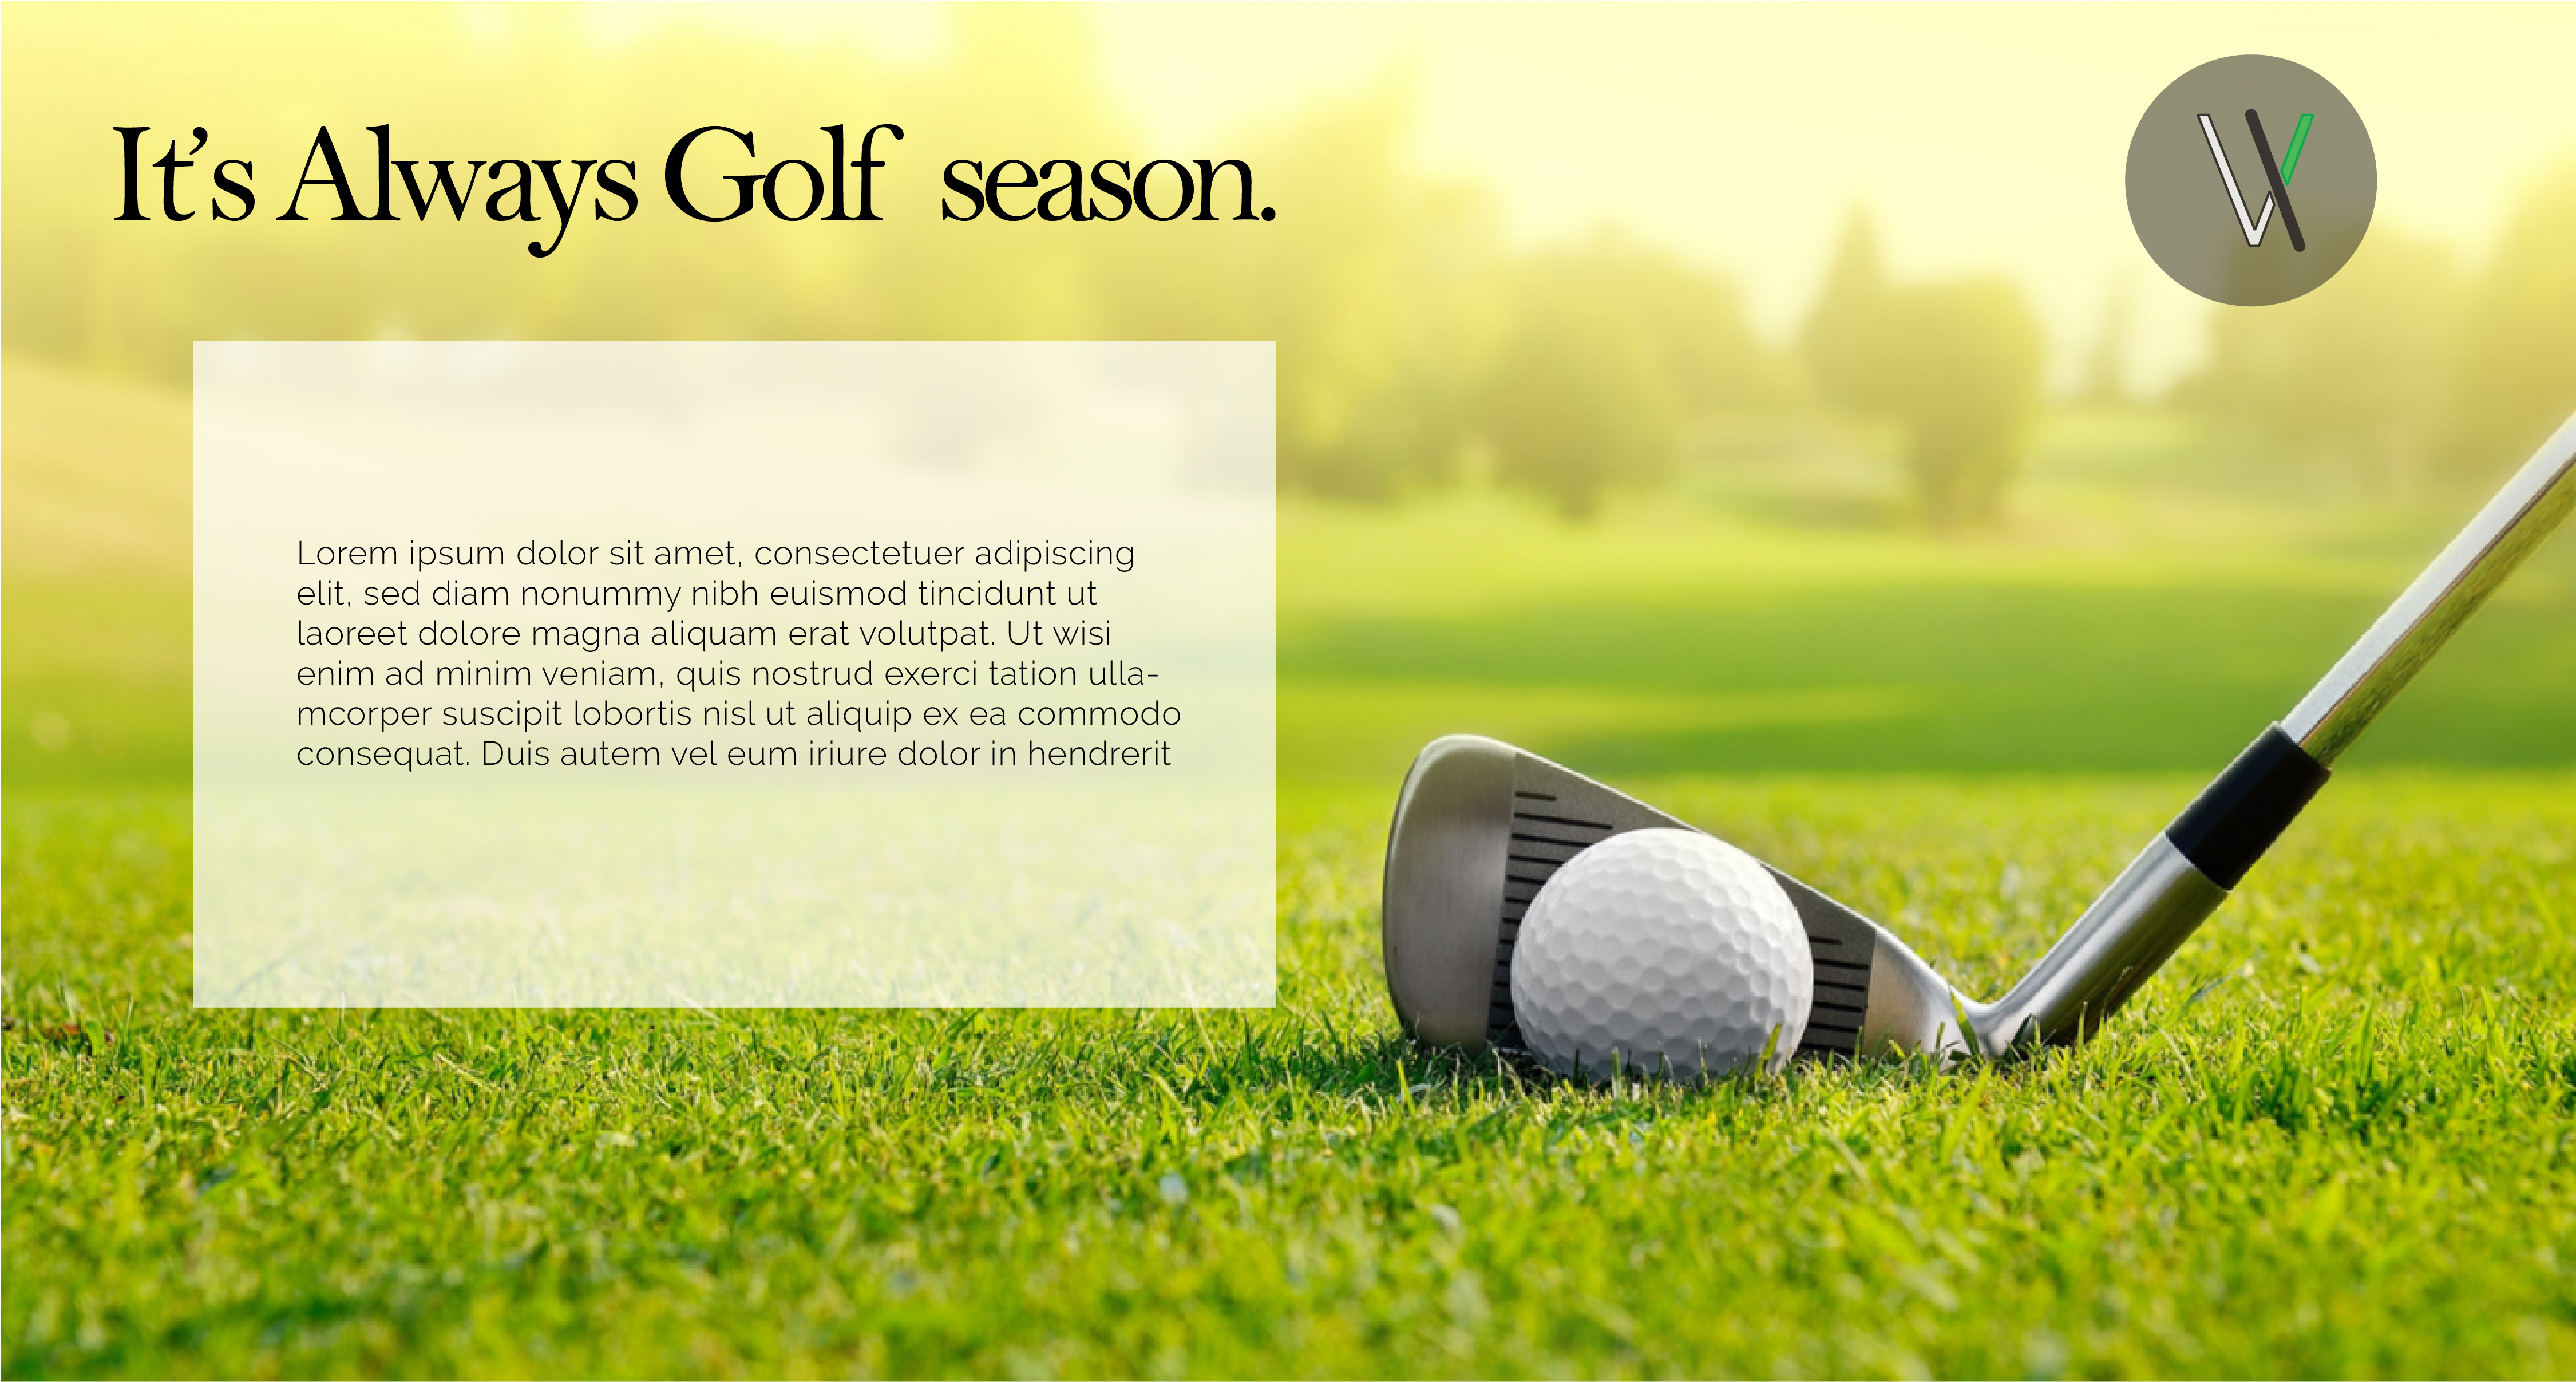 It’s Always Golf season.
W
Lorem ipsum dolor sit amet, consectetuer adipiscing
elit, sed diam nonummy nibh euismod tincidunt ut
laoreet dolore magna aliquam erat volutpat. Ut wisi
enim ad minim veniam, quis nostrud exerci tation ulla-
mcorper suscipit lobortis nisl ut aliquip ex ea commodo
consequat. Duis autem vel eum iriure dolor in hendrerit